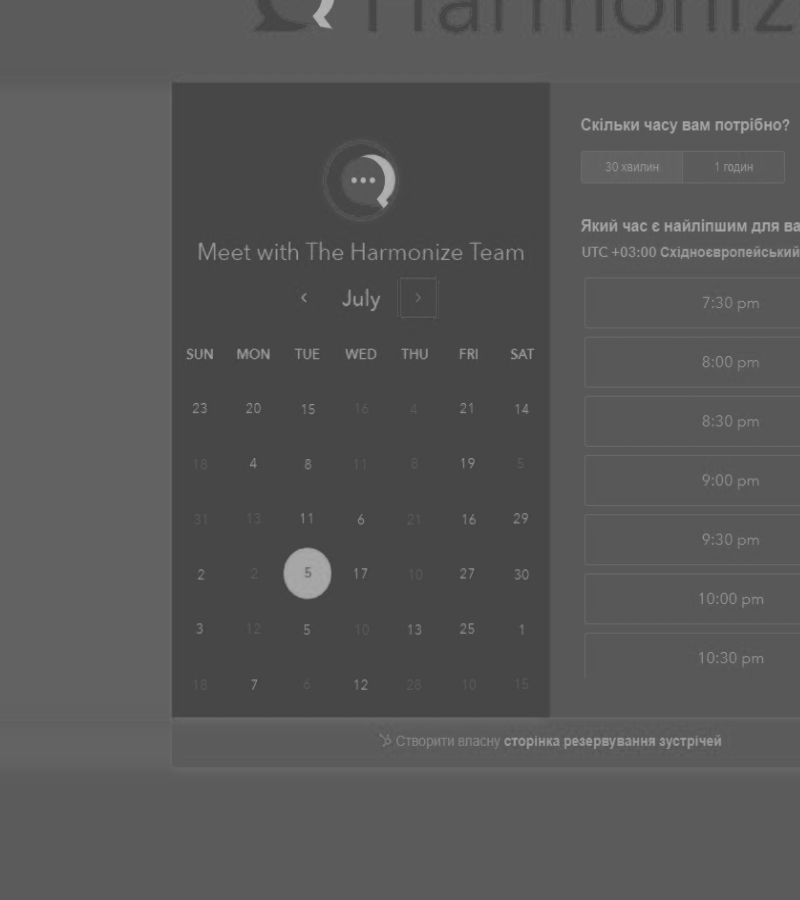 Harmoniz
Meet with The Harmonize Team
‹ July ›
SUN MON TUE WED THU FRI SAT
23 20 15 16 4 21 14
18 4 8 11 8 19 5
31 13 11 6 21 16 29
2 2 5 17 10 27 30
3 12 5 10 13 25 1
18 7 6 12 28 10 15
Скільки часу вам потрібно?
30 хвилин 1 годин
Який час є найліпшим для ва
UTC +03:00 Східноєвропейський
7:30 pm
8:00 pm
8:30 pm
9:00 pm
9:30 pm
10:00 pm
10:30 pm
Створити власну сторінка резервування зустрічей